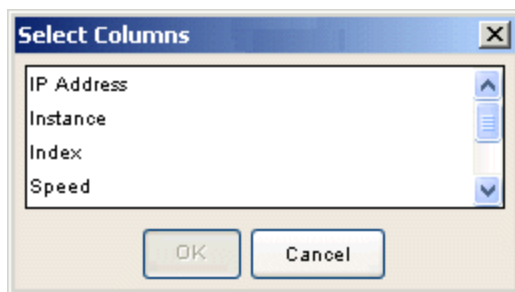 Select Columns
IP Address
Instance
Index
Speed
OK
Cancel